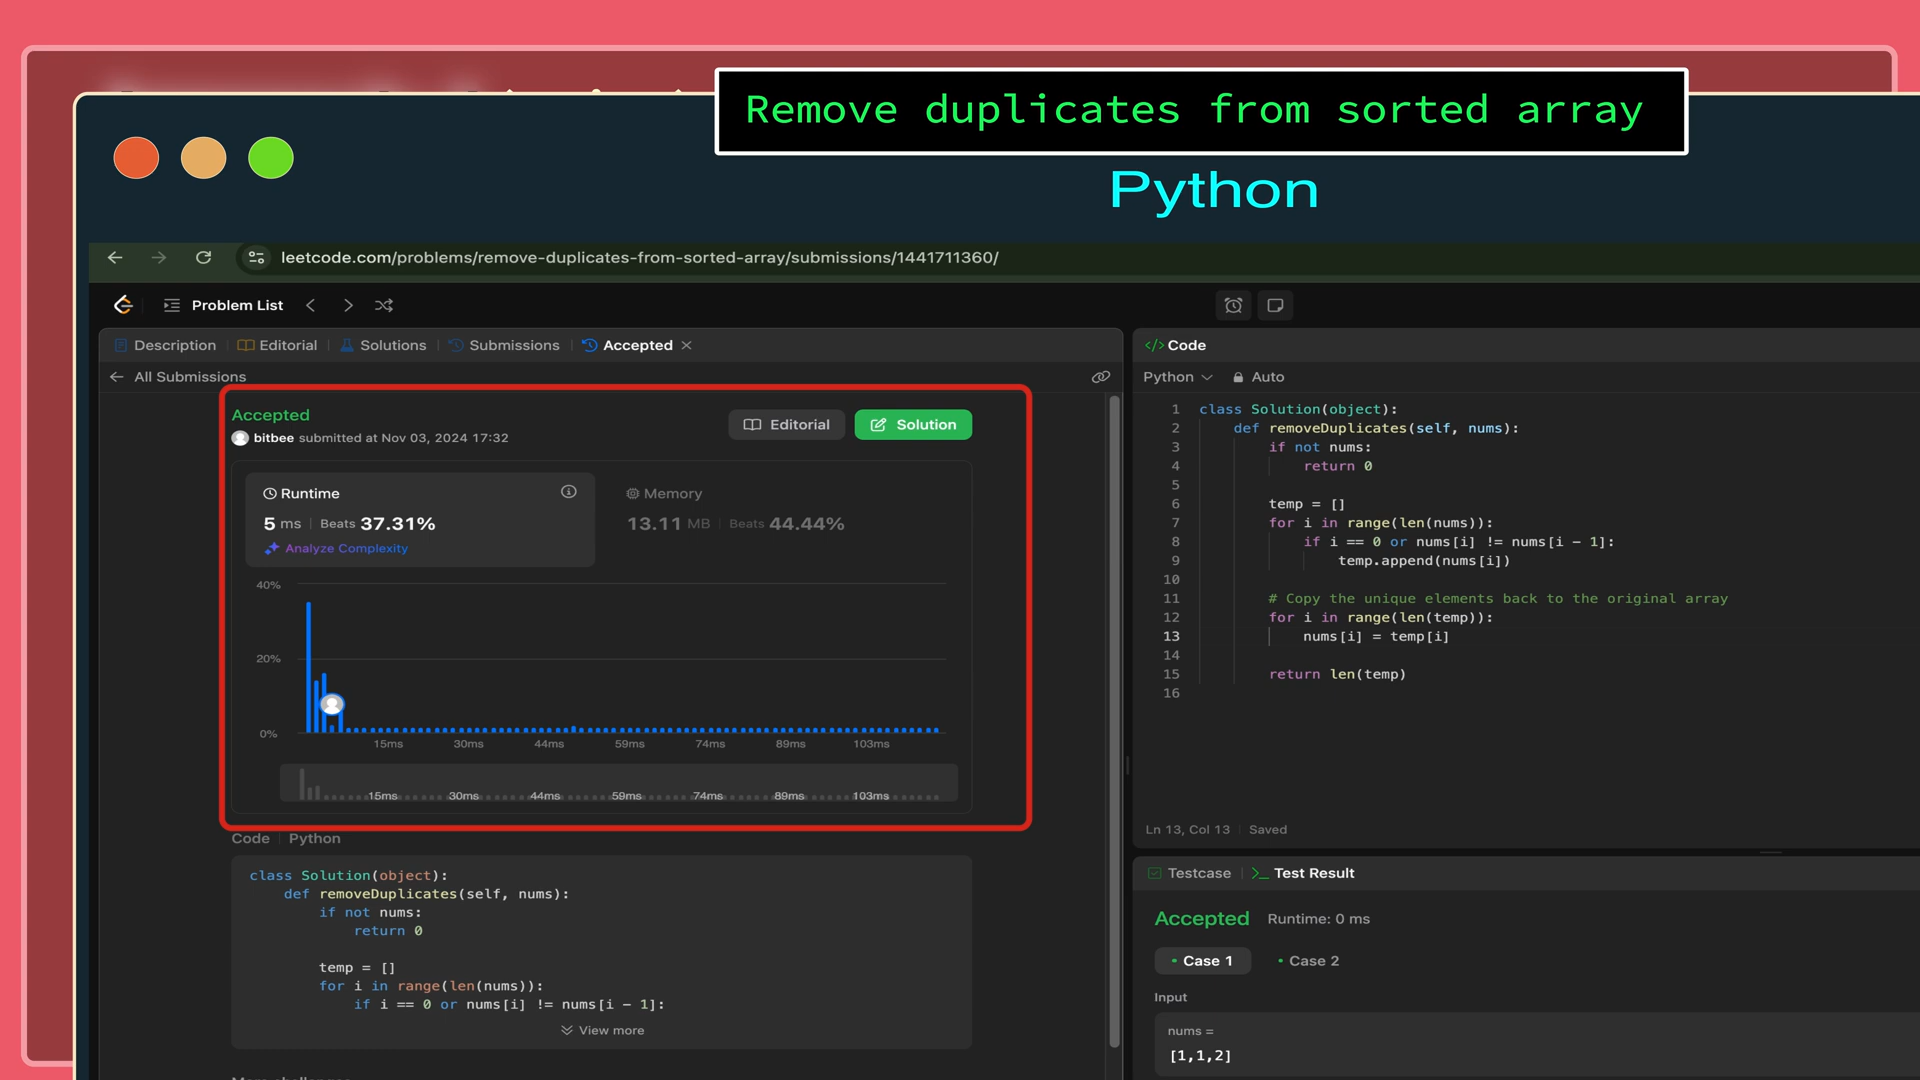 Remove duplicates from sorted array
Python
leetcode.com/problems/remove-duplicates-from-sorted-array/submissions/1441711360/
Problem List
Description
Editorial
Solutions
Submissions
Accepted
All Submissions
Accepted
bitbee submitted at Nov 03, 2024 17:32
Editorial
Solution
Runtime
5 ms | Beats 37.31%
Analyze Complexity
Memory
13.11 MB | Beats 44.44%
40%
20%
0%
15ms 30ms 44ms 59ms 74ms 89ms 103ms
15ms 30ms 44ms 59ms 74ms 89ms 103ms
Code | Python
class Solution(object):
    def removeDuplicates(self, nums):
        if not nums:
            return 0
        temp = []
        for i in range(len(nums)):
            if i == 0 or nums[i] != nums[i - 1]:
View more
</> Code
Python
Auto
1 class Solution(object):
2     def removeDuplicates(self, nums):
3         if not nums:
4             return 0
5
6         temp = []
7         for i in range(len(nums)):
8             if i == 0 or nums[i] != nums[i - 1]:
9                 temp.append(nums[i])
10
11         # Copy the unique elements back to the original array
12         for i in range(len(temp)):
13             nums[i] = temp[i]
14
15         return len(temp)
16
Ln 13, Col 13 | Saved
Testcase
>_ Test Result
Accepted Runtime: 0 ms
Case 1
Case 2
Input
nums =
[1,1,2]